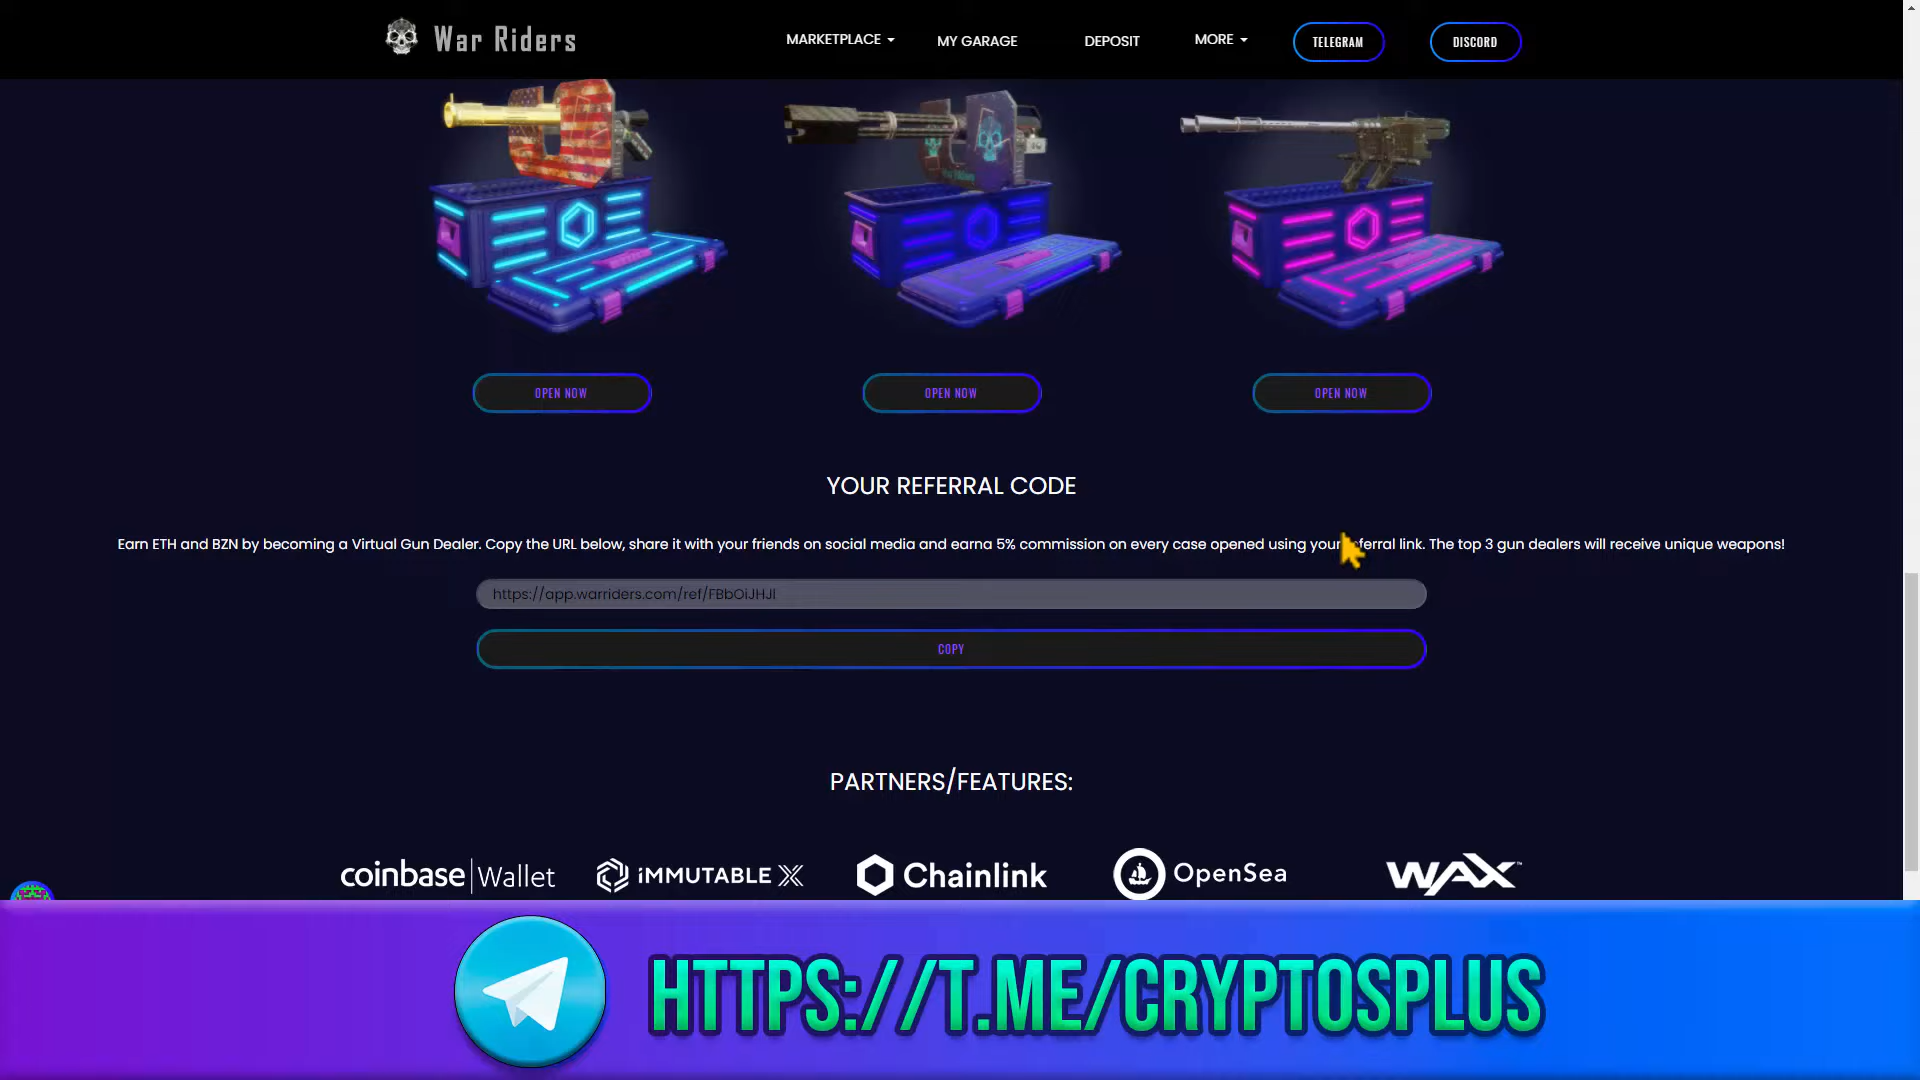 War Riders
MARKETPLACE
MY GARAGE
DEPOSIT
MORE
TELEGRAM
DISCORD
OPEN NOW
OPEN NOW
OPEN NOW
YOUR REFERRAL CODE
Earn ETH and BZN by becoming a Virtual Gun Dealer. Copy the URL below, share it with your friends on social media and earna 5% commission on every case opened using your ferral link. The top 3 gun dealers will receive unique weapons!
https://app.warriders.com/ref/FBbOiJHJI
COPY
PARTNERS/FEATURES:
coinbase Wallet
IMMUTABLE X
Chainlink
OpenSea
WAX
HTTPS://T.ME/CRYPTOSPLUS